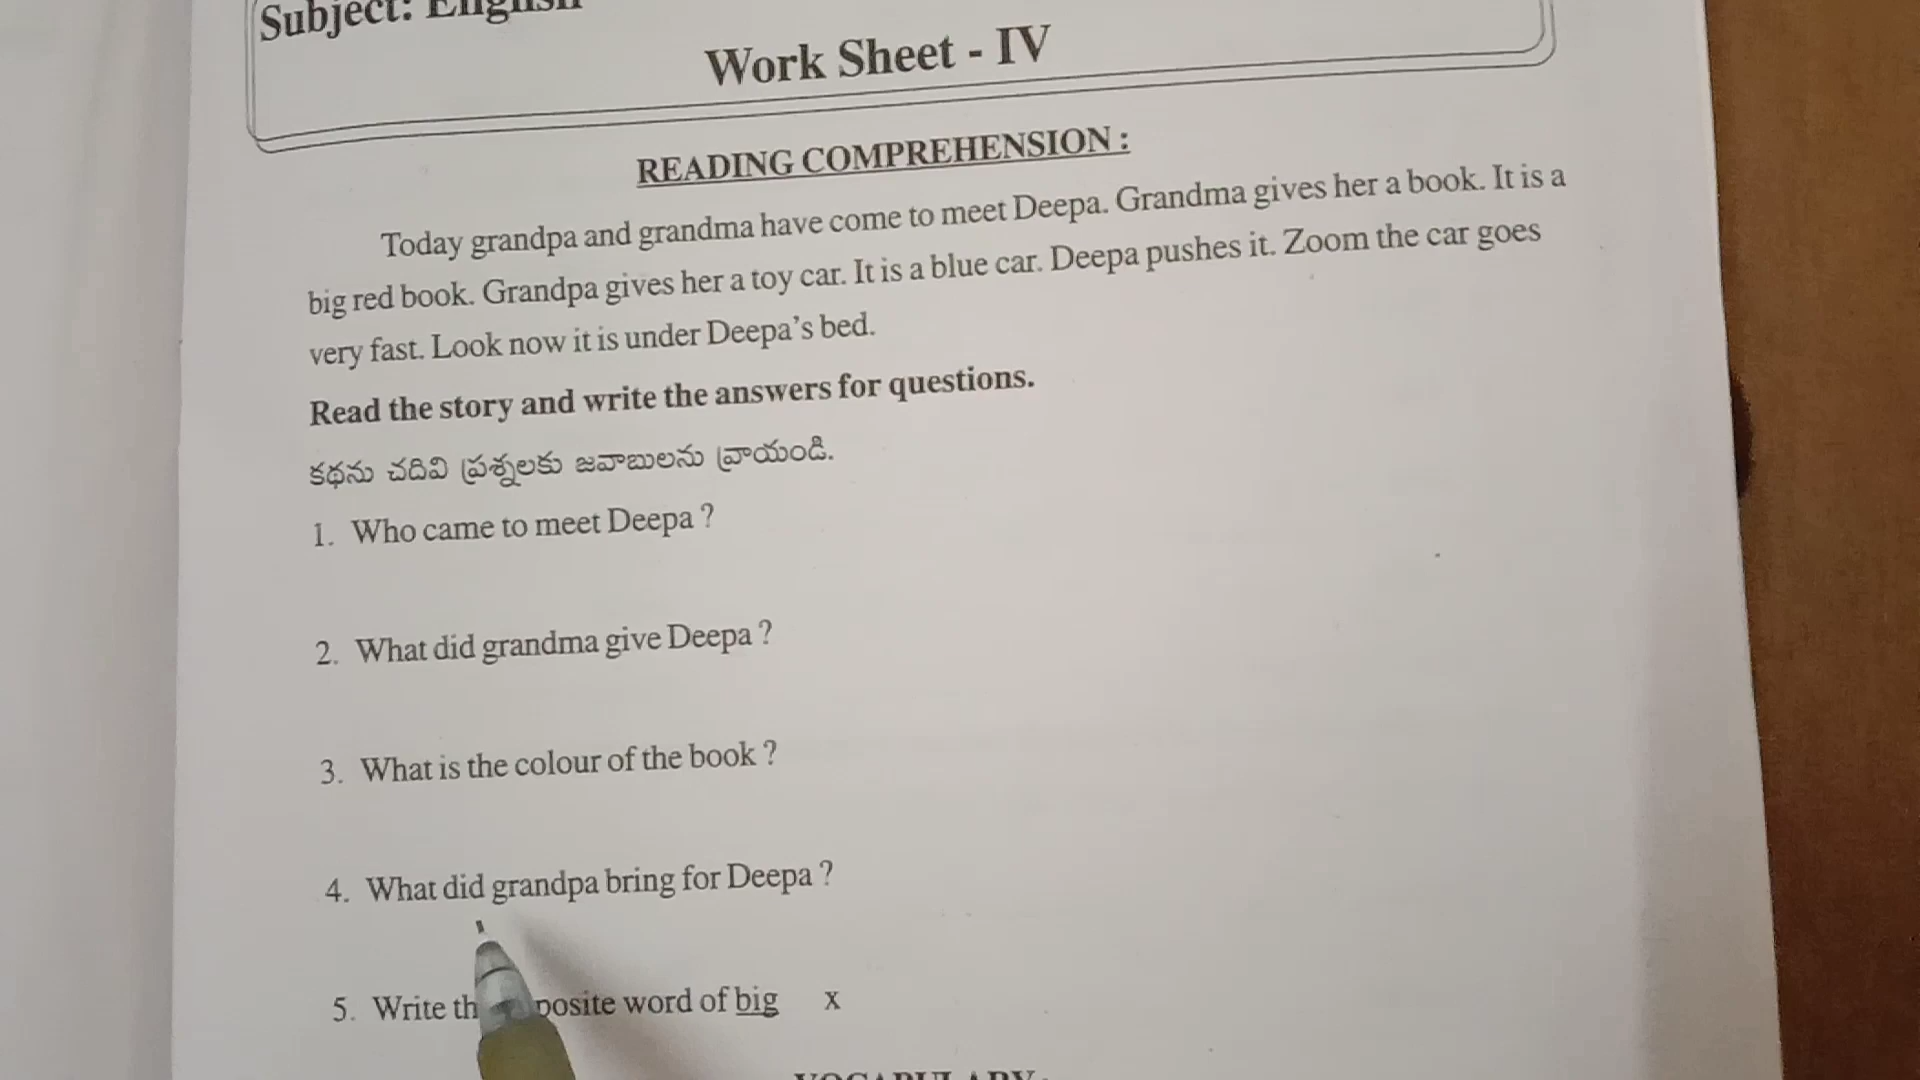 Subject: English
Work Sheet - IV
READING COMPREHENSION :
Today grandpa and grandma have come to meet Deepa. Grandma gives her a book. It is a
big red book. Grandpa gives her a toy car. It is a blue car. Deepa pushes it. Zoom the car goes
very fast. Look now it is under Deepa’s bed.
Read the story and write the answers for questions.
కథను చదివి ప్రశ్నలకు జవాబులను వ్రాయండి.
1. Who came to meet Deepa ?
2. What did grandma give Deepa ?
3. What is the colour of the book ?
4. What did grandpa bring for Deepa ?
5. Write th posite word of big x
VOCABULARY :